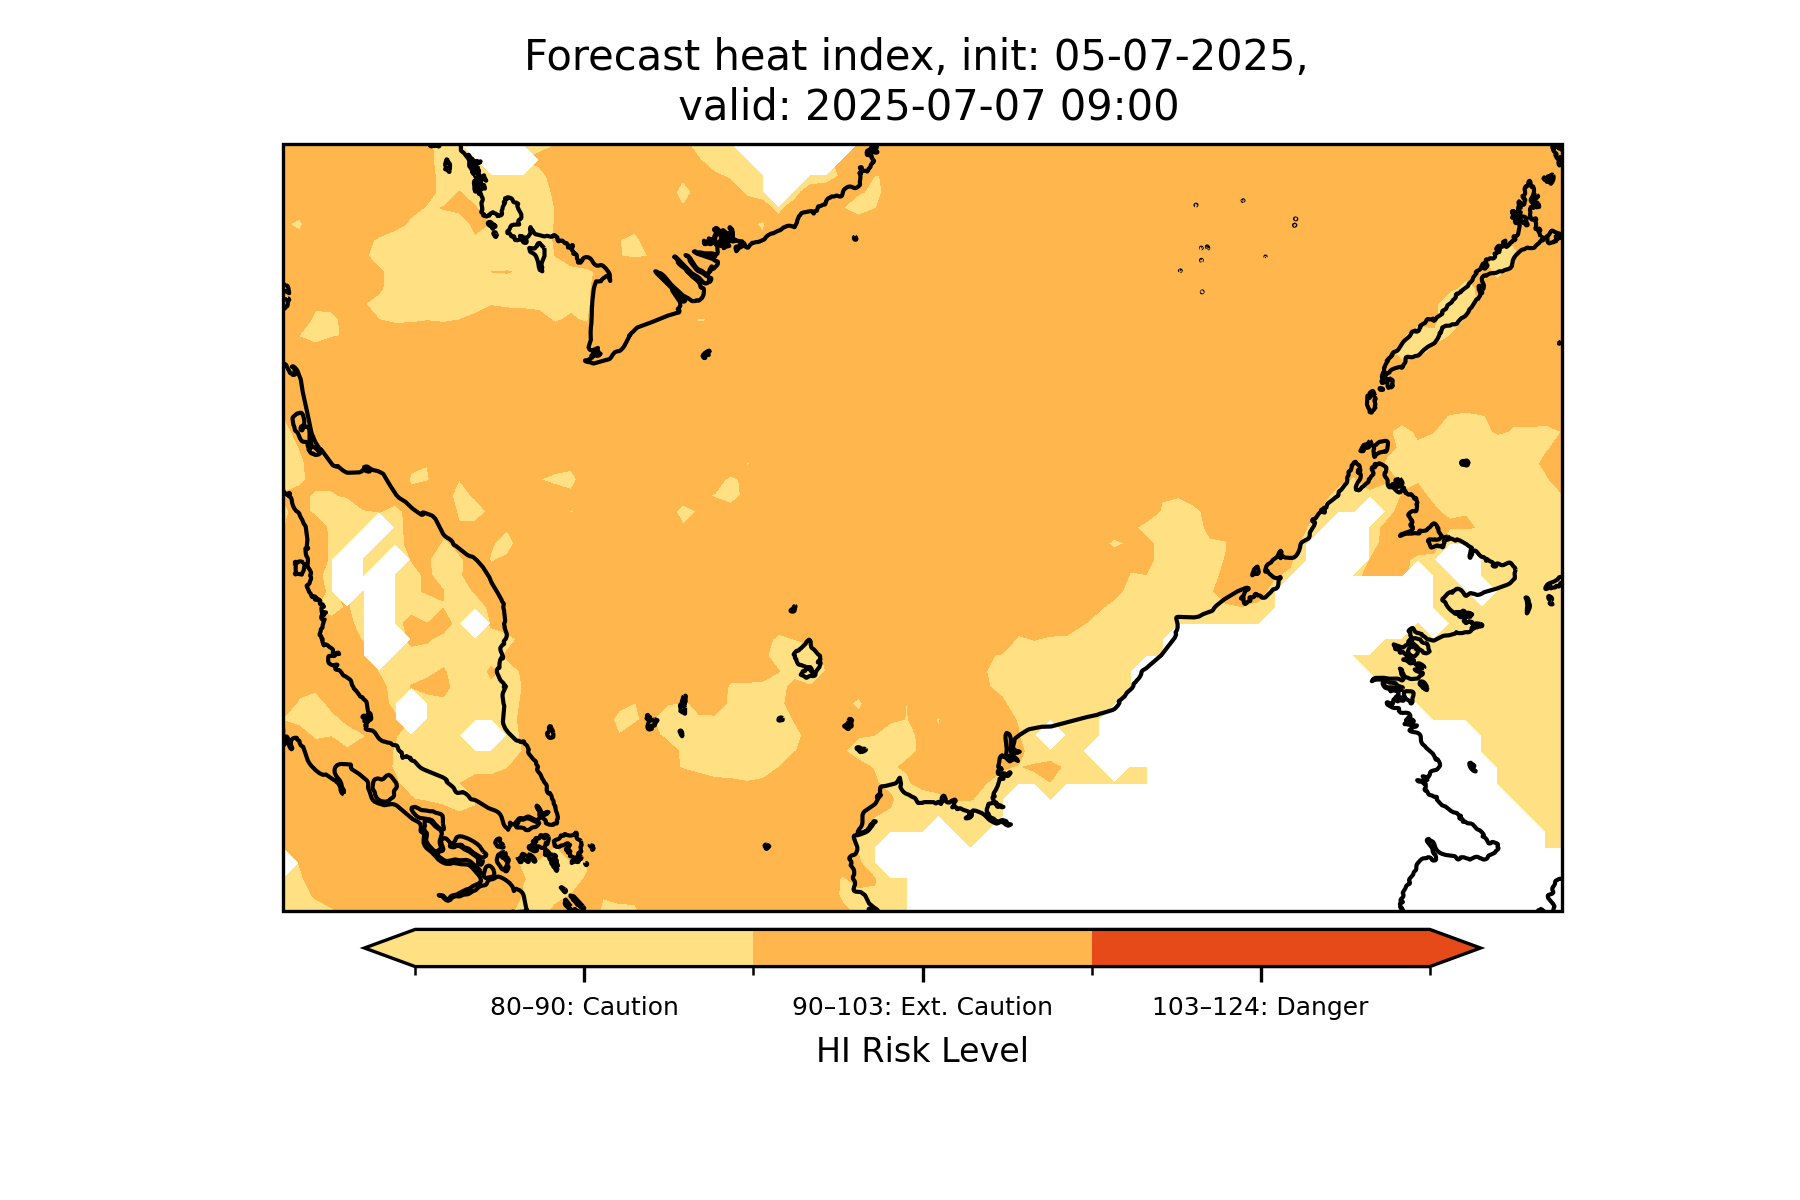 Forecast heat index, init: 05-07-2025,
valid: 2025-07-07 09:00
80–90: Caution
90–103: Ext. Caution
103–124: Danger
HI Risk Level